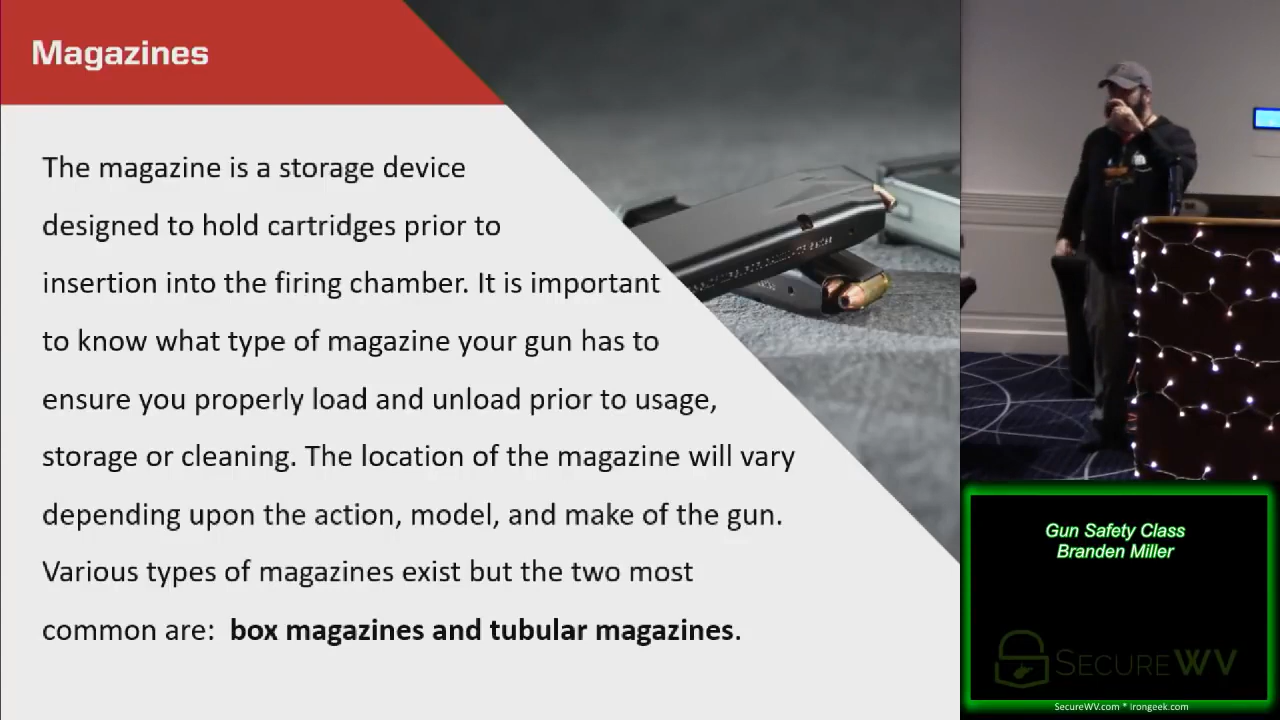 Magazines
The magazine is a storage device
designed to hold cartridges prior to
insertion into the firing chamber. It is important
to know what type of magazine your gun has to
ensure you properly load and unload prior to usage,
storage or cleaning. The location of the magazine will vary
depending upon the action, model, and make of the gun.
Various types of magazines exist but the two most
common are: box magazines and tubular magazines.
Gun Safety Class
Branden Miller
SECUREWV
SecureWV.com * irongeek.com